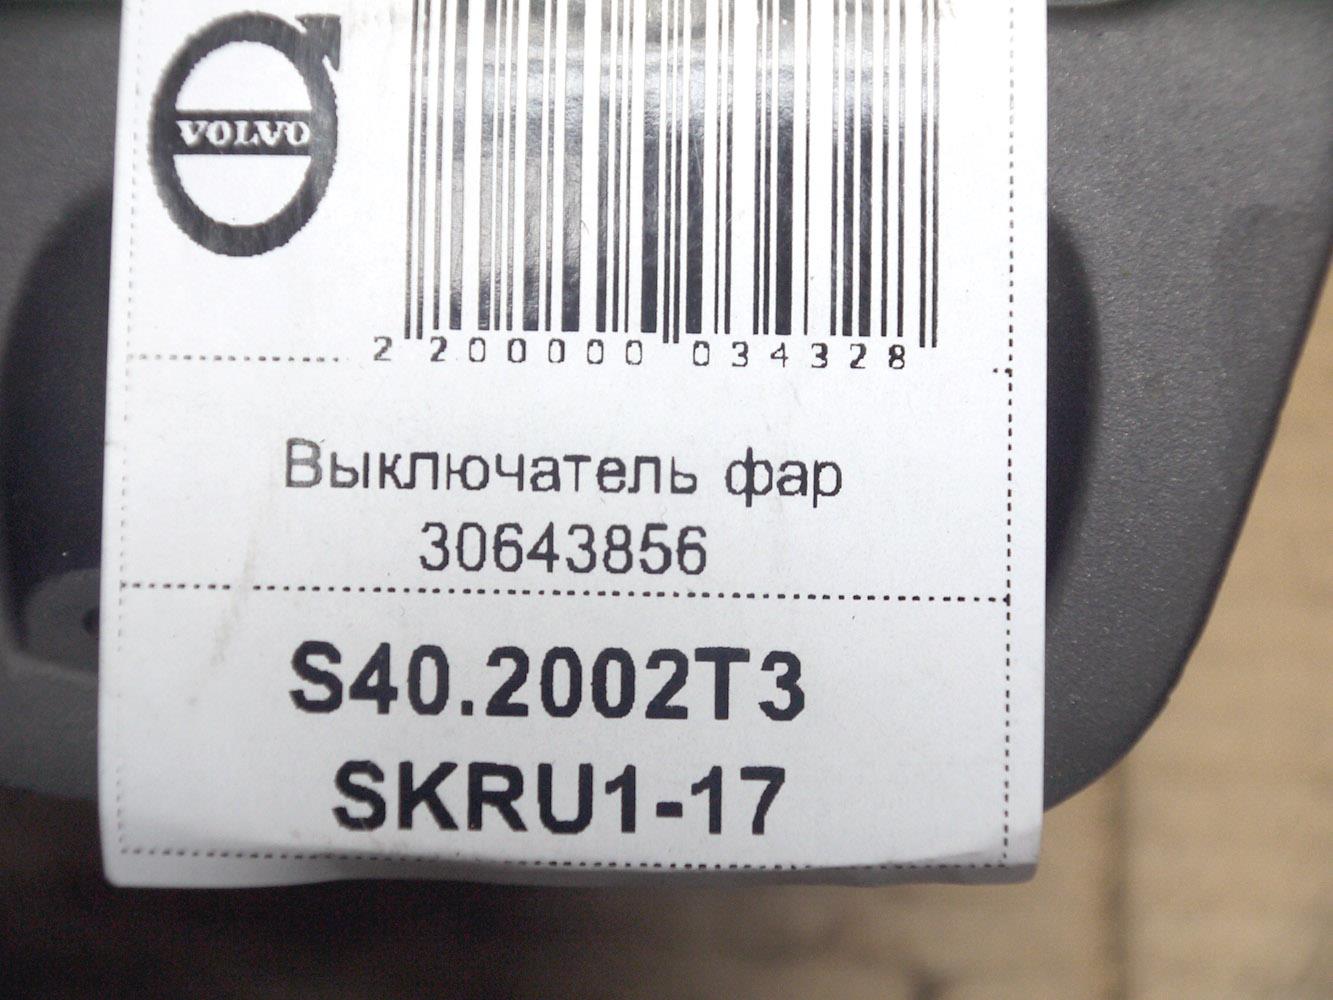 VOLVO
2 200000 034328
Выключатель фар
30643856
S40.2002T3
SKRU1-17